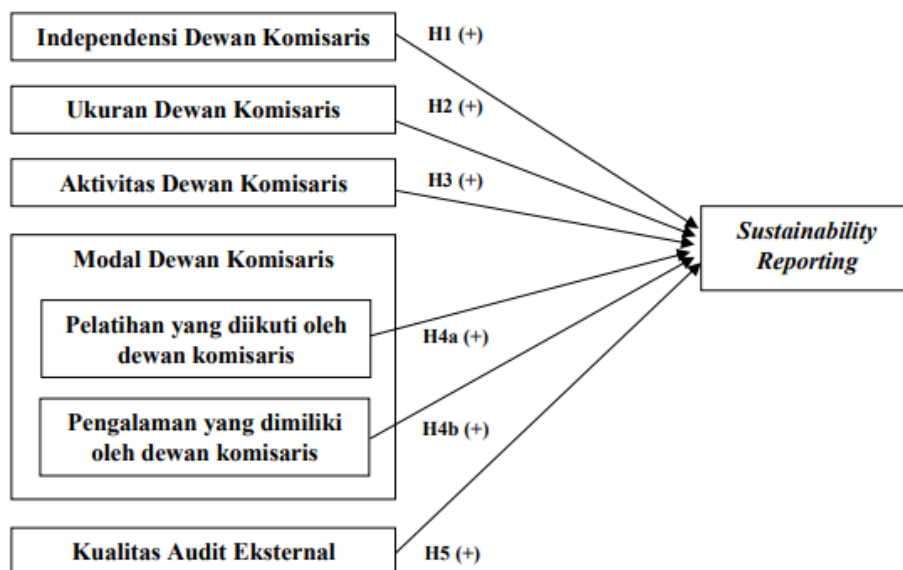 Independensi Dewan Komisaris
H1 (+)
Ukuran Dewan Komisaris
H2 (+)
Aktivitas Dewan Komisaris
H3 (+)
Sustainability
Reporting
Modal Dewan Komisaris
Pelatihan yang diikuti oleh
dewan komisaris
H4a (+)
Pengalaman yang dimiliki
oleh dewan komisaris
H4b (+)
Kualitas Audit Eksternal
H5 (+)